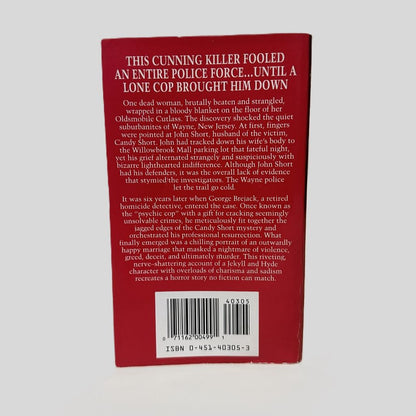 THIS CUNNING KILLER FOOLED
AN ENTIRE POLICE FORCE...UNTIL A
LONE COP BROUGHT HIM DOWN
One dead woman, brutally beaten and strangled,
wrapped in a bloody blanket on the floor of her
Oldsmobile Cutlass. The discovery shocked the quiet
suburbanites of Wayne, New Jersey. At first, fingers
were pointed at John Short, husband of the victim,
Candy Short. John had tracked down his wife's body to
the Willowbrook Mall parking lot that fateful night,
yet his grief alternated strangely and suspiciously with
bizarre lighthearted indifference. Although John Short
had his defenders, it was the overall lack of evidence
that stymied the investigators. The Wayne police
let the trail go cold.
It was six years later when George Brejack, a retired
homicide detective, entered the case. Once known as
the "psychic cop" with a gift for cracking seemingly
unsolvable crimes, he meticulously fit together the
jagged edges of the Candy Short mystery and
orchestrated his professional resurrection. What
finally emerged was a chilling portrait of an outwardly
happy marriage that masked a nightmare of violence,
greed, deceit, and ultimately murder. This riveting,
nerve-shattering account of a Jekyll and Hyde
character with overloads of charisma and sadism
recreates a horror story no fiction can match.
40305
0 71162 00499 1
ISBN 0-451-40305-3